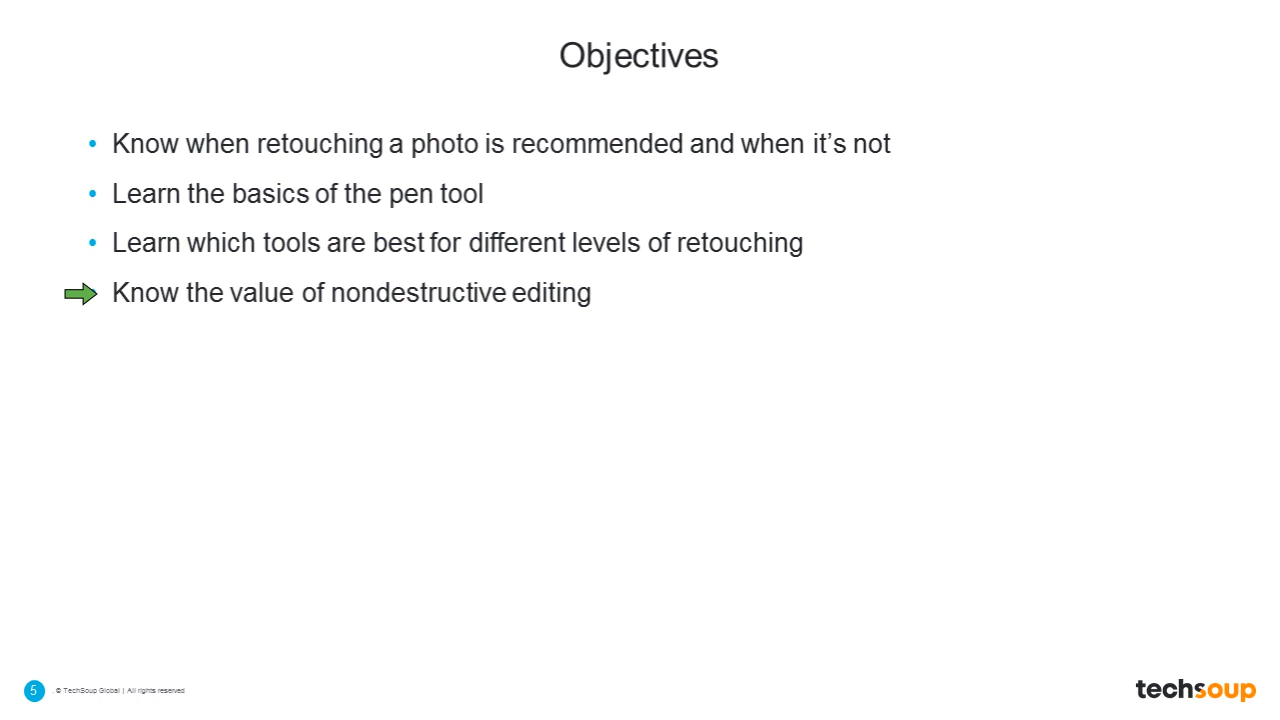 Objectives
• Know when retouching a photo is recommended and when it’s not
• Learn the basics of the pen tool
• Learn which tools are best for different levels of retouching
Know the value of nondestructive editing
5 . © TechSoup Global | All rights reserved
techsoup